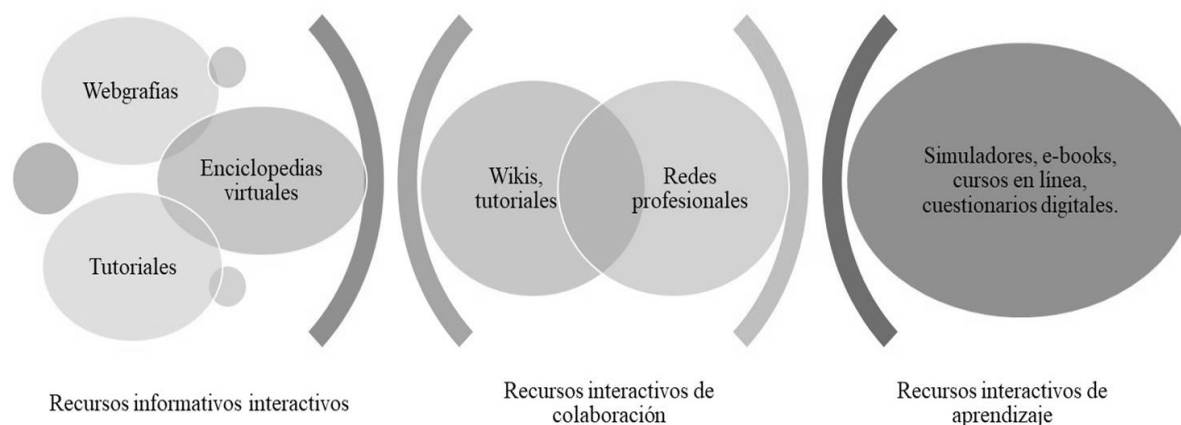 Webgrafías
Enciclopedias
virtuales
Tutoriales
Wikis,
tutoriales
Redes
profesionales
Simuladores, e-books,
cursos en línea,
cuestionarios digitales.
Recursos informativos interactivos
Recursos interactivos de
colaboración
Recursos interactivos de
aprendizaje